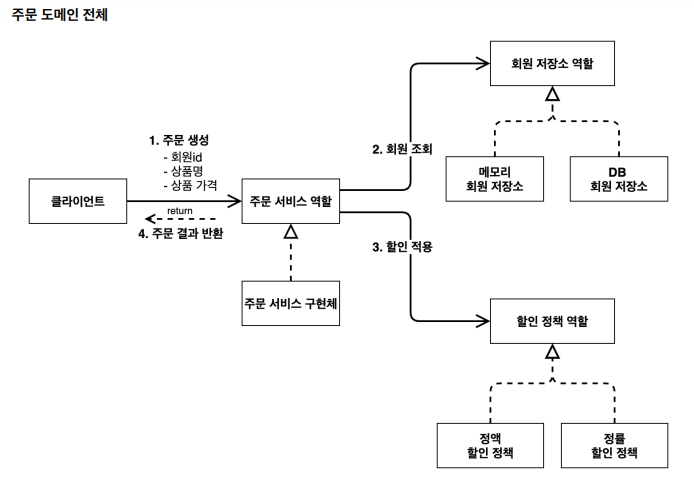 주문 도메인 전체
회원 저장소 역할
1. 주문 생성
- 회원id
- 상품명
- 상품 가격
2. 회원 조회
메모리
회원 저장소
DB
회원 저장소
클라이언트
주문 서비스 역할
return
4. 주문 결과 반환
3. 할인 적용
주문 서비스 구현체
할인 정책 역할
정액
할인 정책
정률
할인 정책